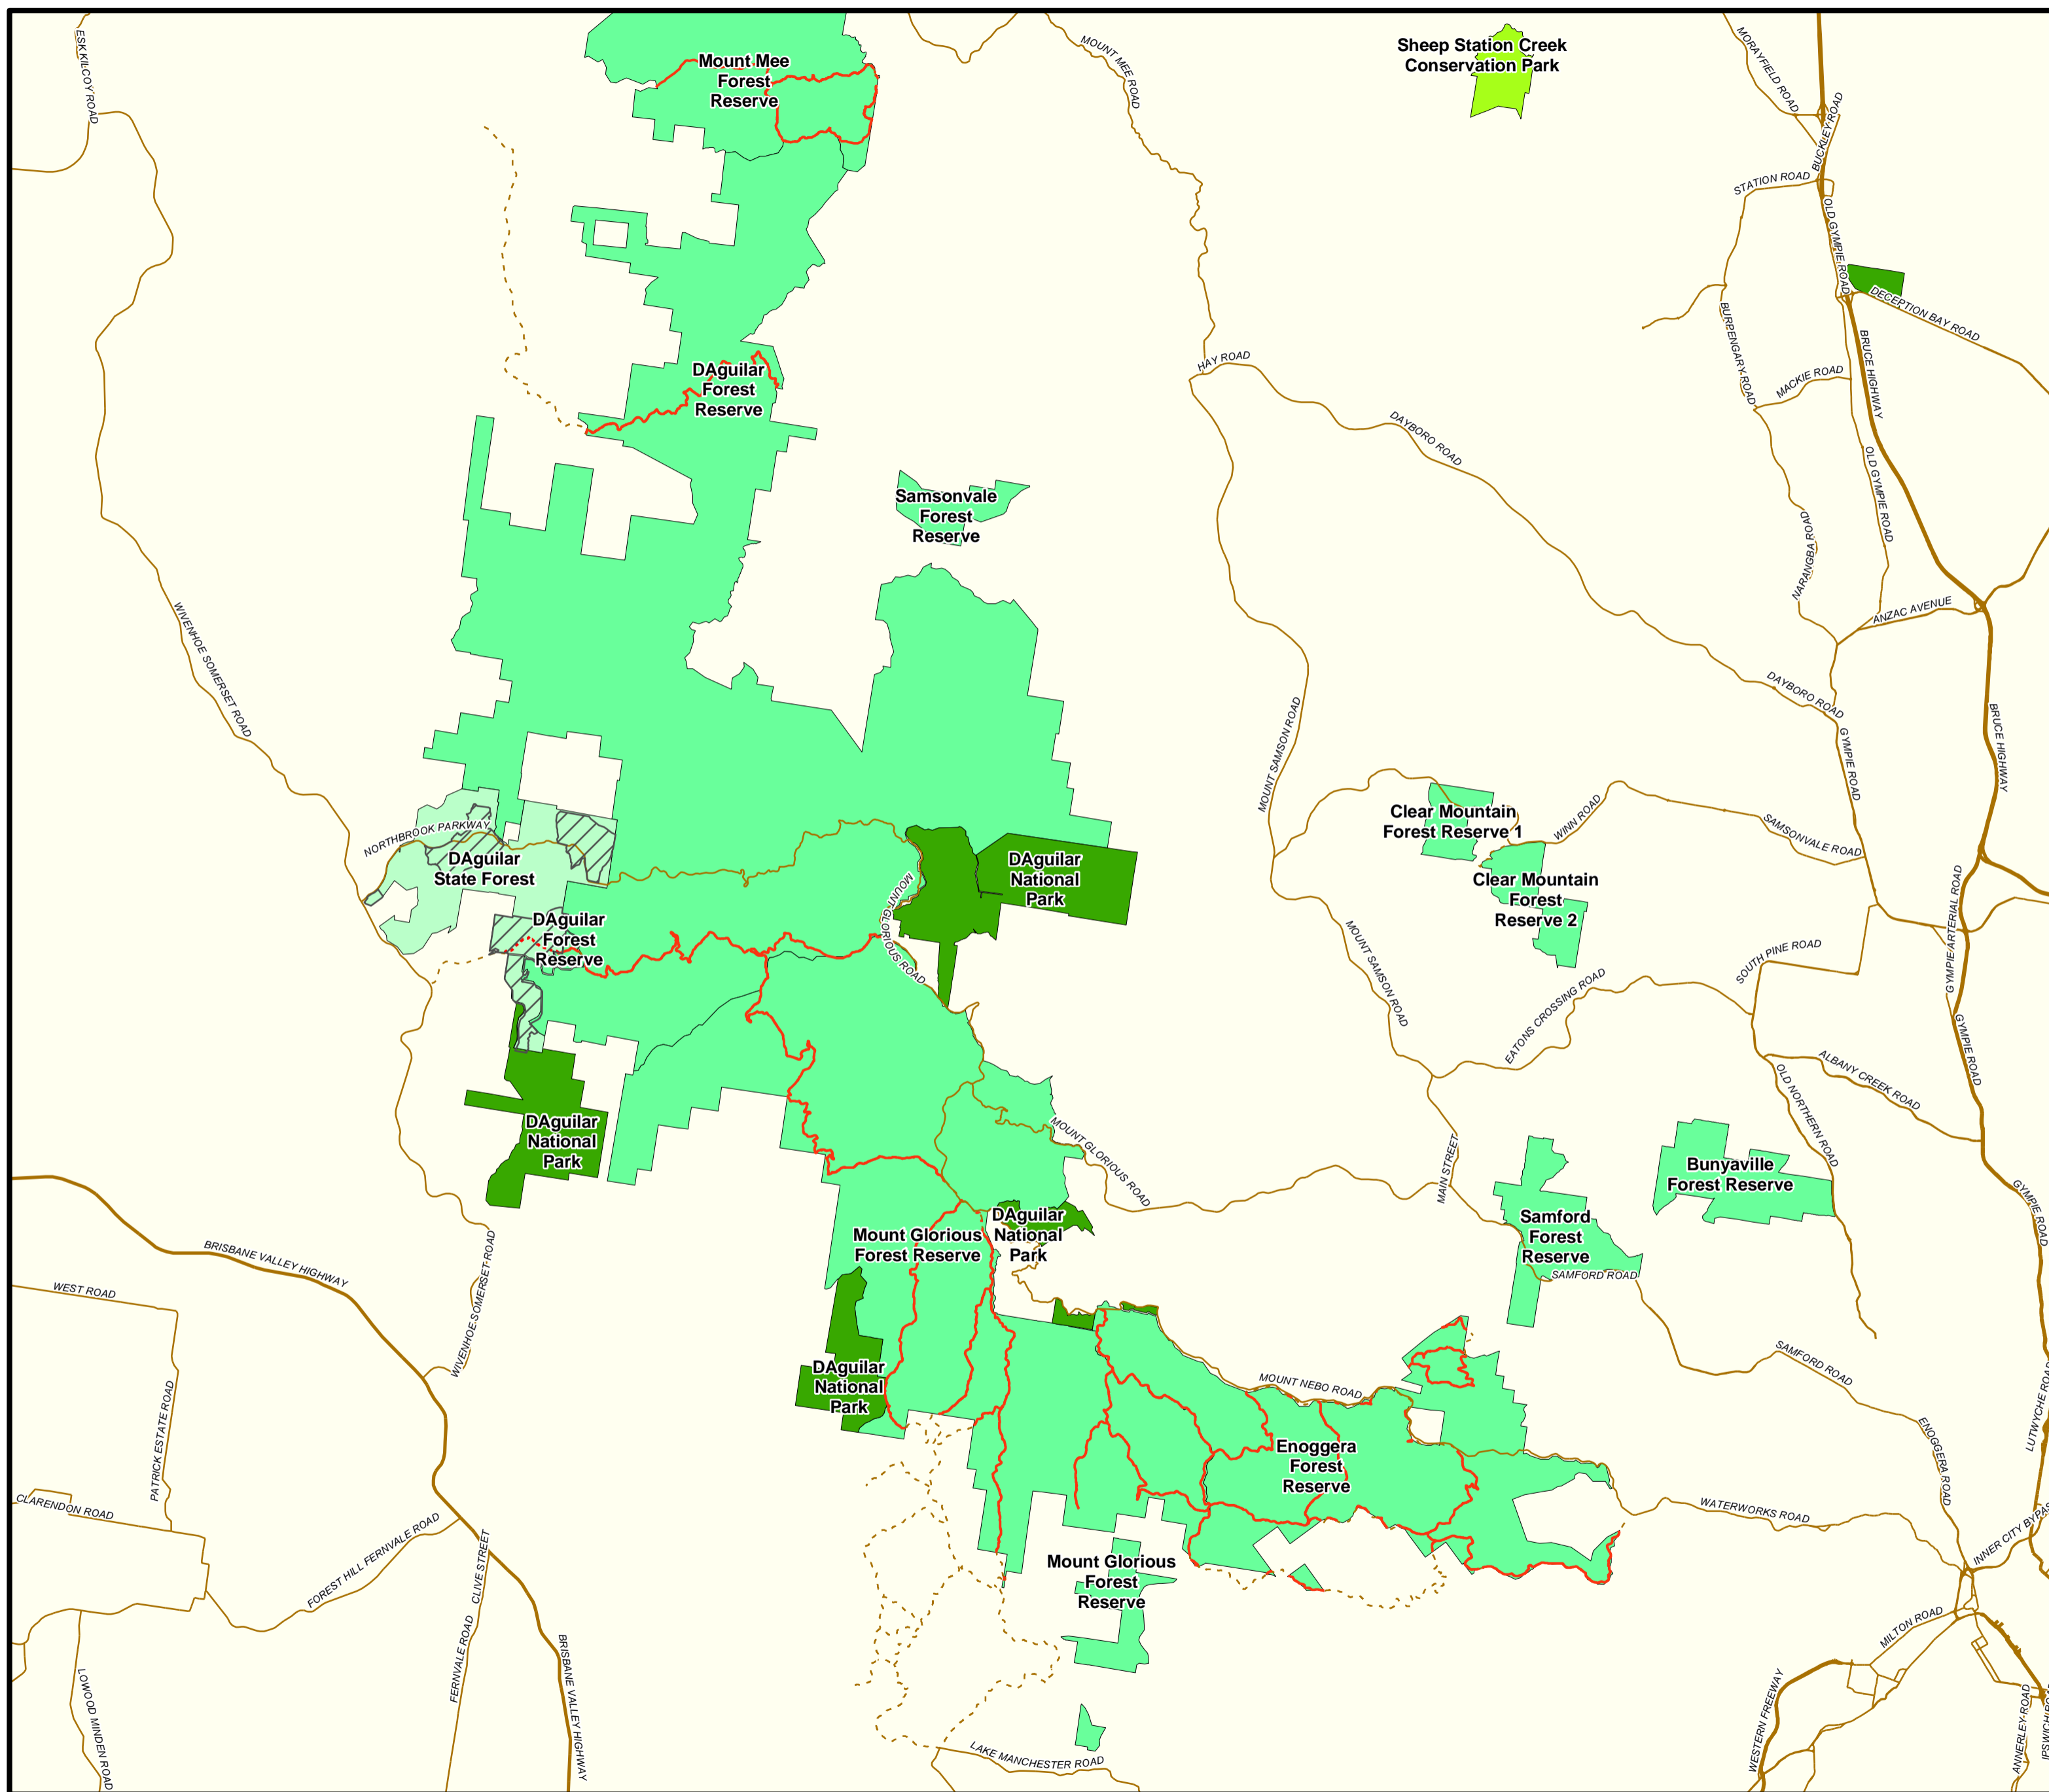 ESK KILCOY ROAD
Mount Mee
Forest
Reserve
MOUNT MEE ROAD
Sheep Station Creek
Conservation Park
MORAYFIELD ROAD
BUCKLEY ROAD
STATION ROAD
OLD GYMPIE ROAD
DECEPTION BAY ROAD
BURPENGARY ROAD
BRUCE HIGHWAY
MACKIE ROAD
HAY ROAD
DAguilar
Forest
Reserve
DAYBORO ROAD
OLD GYMPIE ROAD
Samsonvale
Forest
Reserve
NARANGBA ROAD
ANZAC AVENUE
WIVENHOE SOMERSET ROAD
DAYBORO ROAD
MOUNT SAMSON ROAD
GYMPIE ROAD
BRUCE HIGHWAY
Clear Mountain
Forest Reserve 1
WINN ROAD
SAMSONVALE ROAD
NORTHBROOK PARKWAY
DAguilar
State Forest
DAguilar
National
Park
MOUNT GLORIOUS ROAD
Clear Mountain
Forest
Reserve 2
GYMPIE ARTERIAL ROAD
DAguilar
Forest
Reserve
MOUNT SAMSON ROAD
SOUTH PINE ROAD
EATONS CROSSING ROAD
GYMPIE ROAD
ALBANY CREEK ROAD
OLD NORTHERN ROAD
DAguilar
National
Park
MOUNT GLORIOUS ROAD
MAIN STREET
Bunyaville
Forest Reserve
GYMPIE ROAD
Samford
Forest
Reserve
SAMFORD ROAD
DAguilar
National
Park
Mount Glorious
Forest Reserve
BRISBANE VALLEY HIGHWAY
WEST ROAD
WIVENHOE SOMERSET ROAD
DAguilar
National
Park
MOUNT NEBO ROAD
SAMFORD ROAD
LUTWYCHE ROAD
PATRICK ESTATE ROAD
Enoggera
Forest
Reserve
ENOGGERA ROAD
CLARENDON ROAD
WATERWORKS ROAD
INNER CITY BYPAS
FOREST HILL FERNVALE ROAD
CLIVE STREET
Mount Glorious
Forest
Reserve
MILTON ROAD
FERNVALE ROAD
BRISBANE VALLEY HIGHWAY
LOWOOD MINDEN ROAD
LAKE MANCHESTER ROAD
WESTERN FREEWAY
ANNERLEY ROAD
IPSWICH ROAD